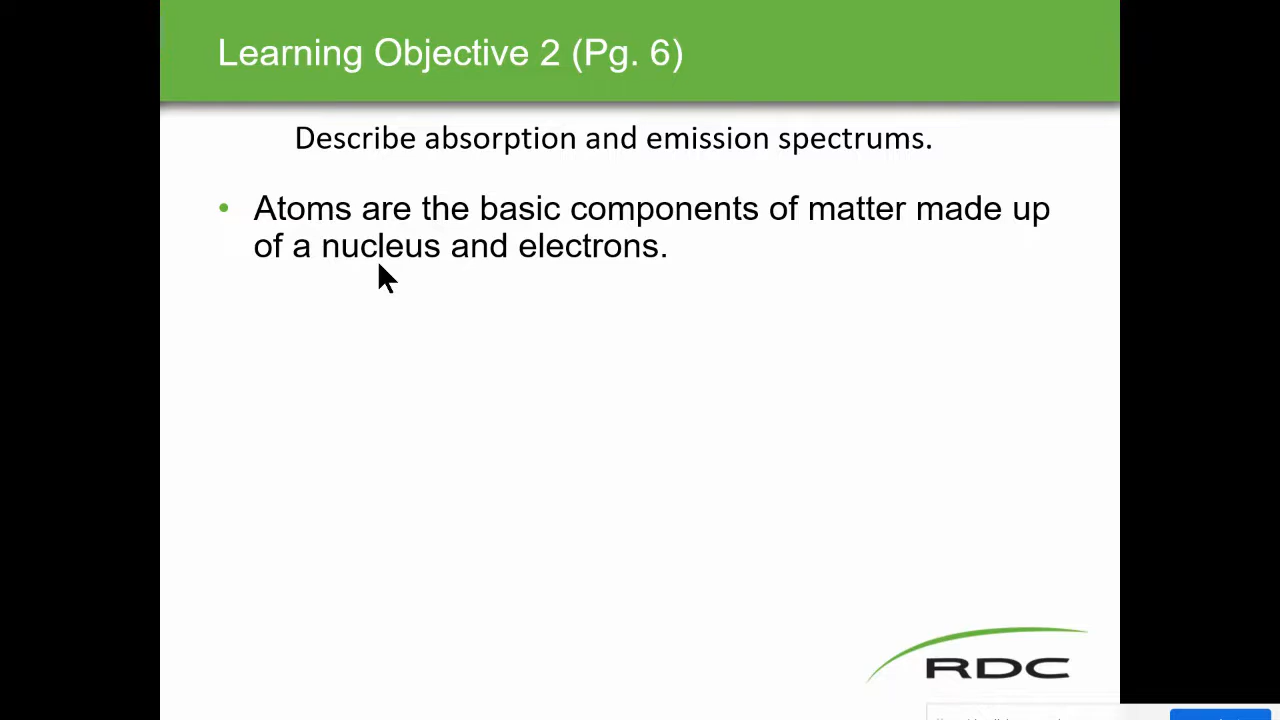 Learning Objective 2 (Pg. 6)
Describe absorption and emission spectrums.
• Atoms are the basic components of matter made up
of a nucleus and electrons.
RDC